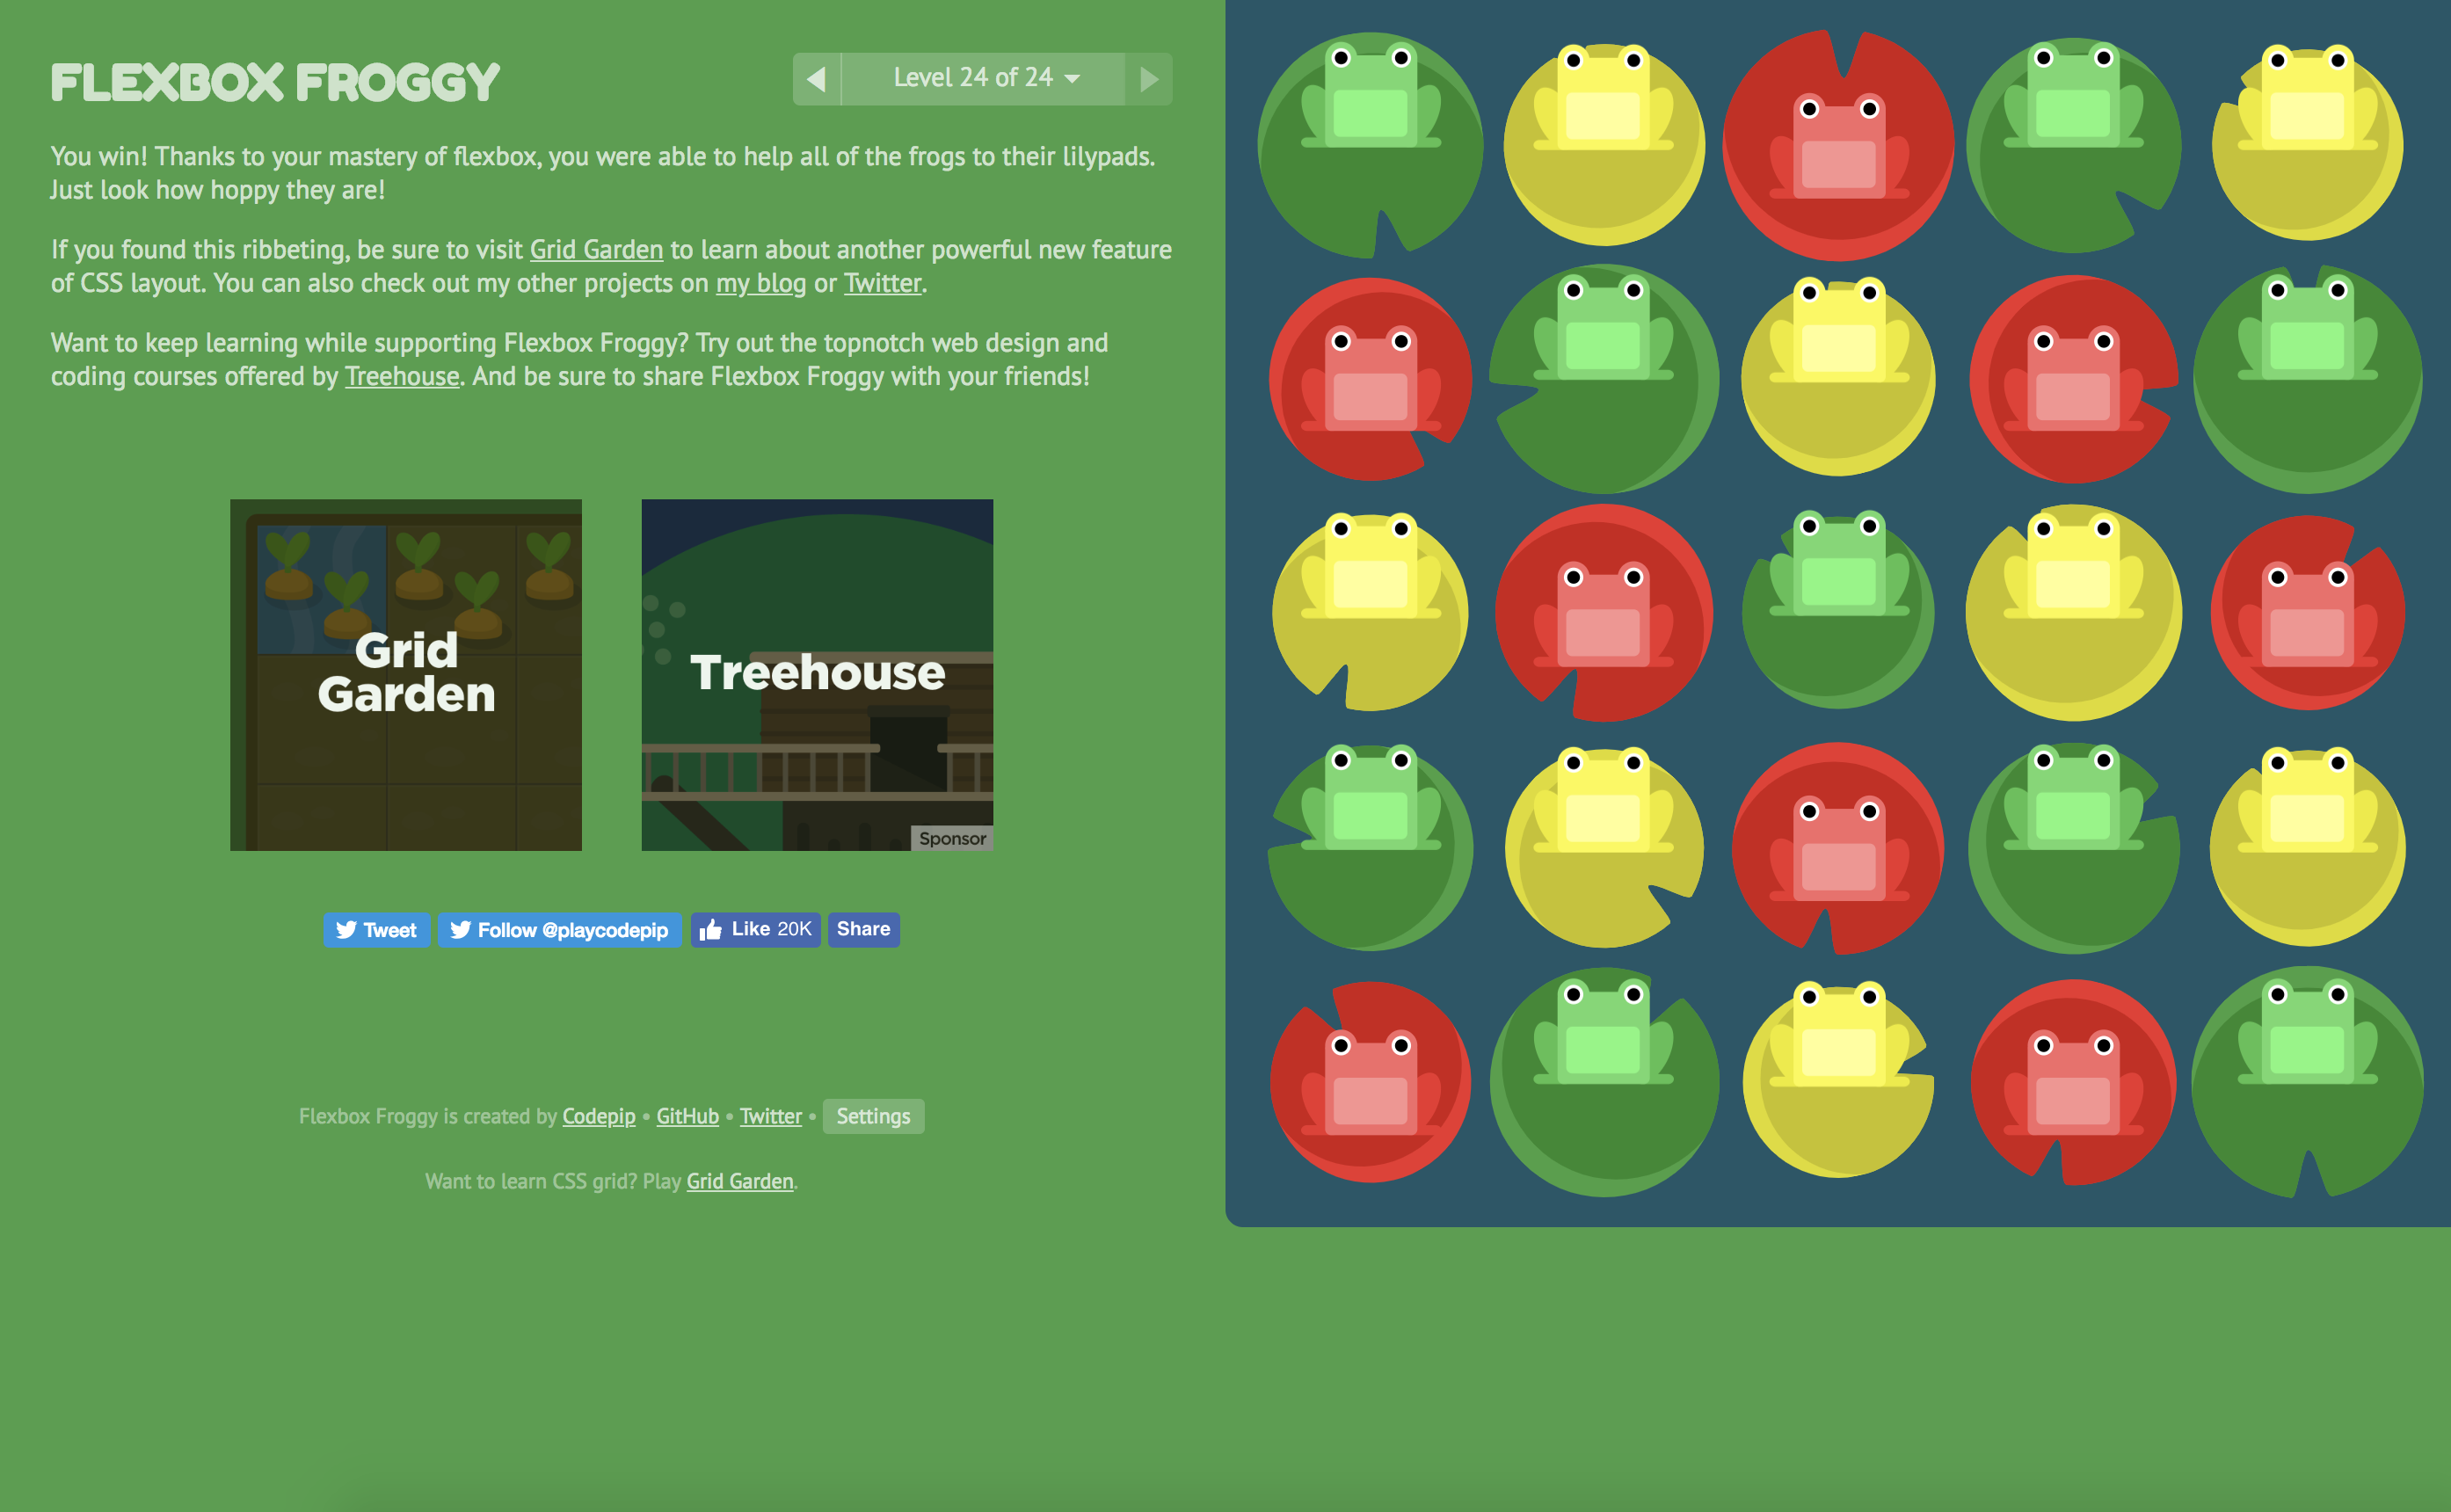 FLEXBOX FROGGY
Level 24 of 24
You win! Thanks to your mastery of flexbox, you were able to help all of the frogs to their lilypads.
Just look how hoppy they are!
If you found this ribbeting, be sure to visit Grid Garden to learn about another powerful new feature
of CSS layout. You can also check out my other projects on my blog or Twitter.
Want to keep learning while supporting Flexbox Froggy? Try out the topnotch web design and
coding courses offered by Treehouse. And be sure to share Flexbox Froggy with your friends!
Grid
Garden
Treehouse
Sponsor
Tweet
Follow @playcodepip
Like 20K
Share
Flexbox Froggy is created by Codepip • GitHub • Twitter • Settings
Want to learn CSS grid? Play Grid Garden.